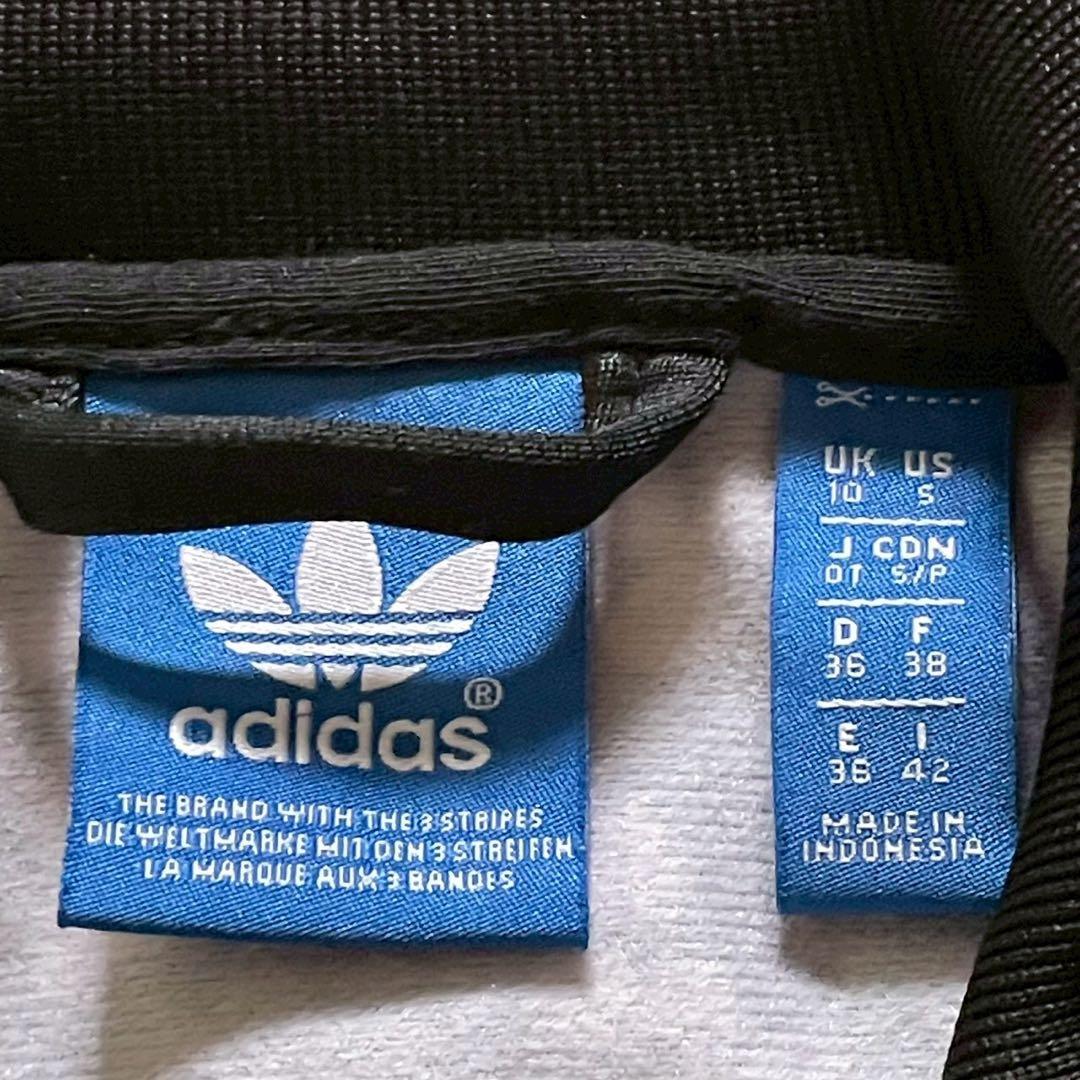 adidas®
THE BRAND WITH THE 3 STRIPES
DIE WELTMARKE MIT DEN 3 STREIFEN
LA MARQUE AUX 3 BANDES
UK US
10 S
J CDN
OT S/P
D F
36 38
E I
38 42
MADE IN
INDONESIA